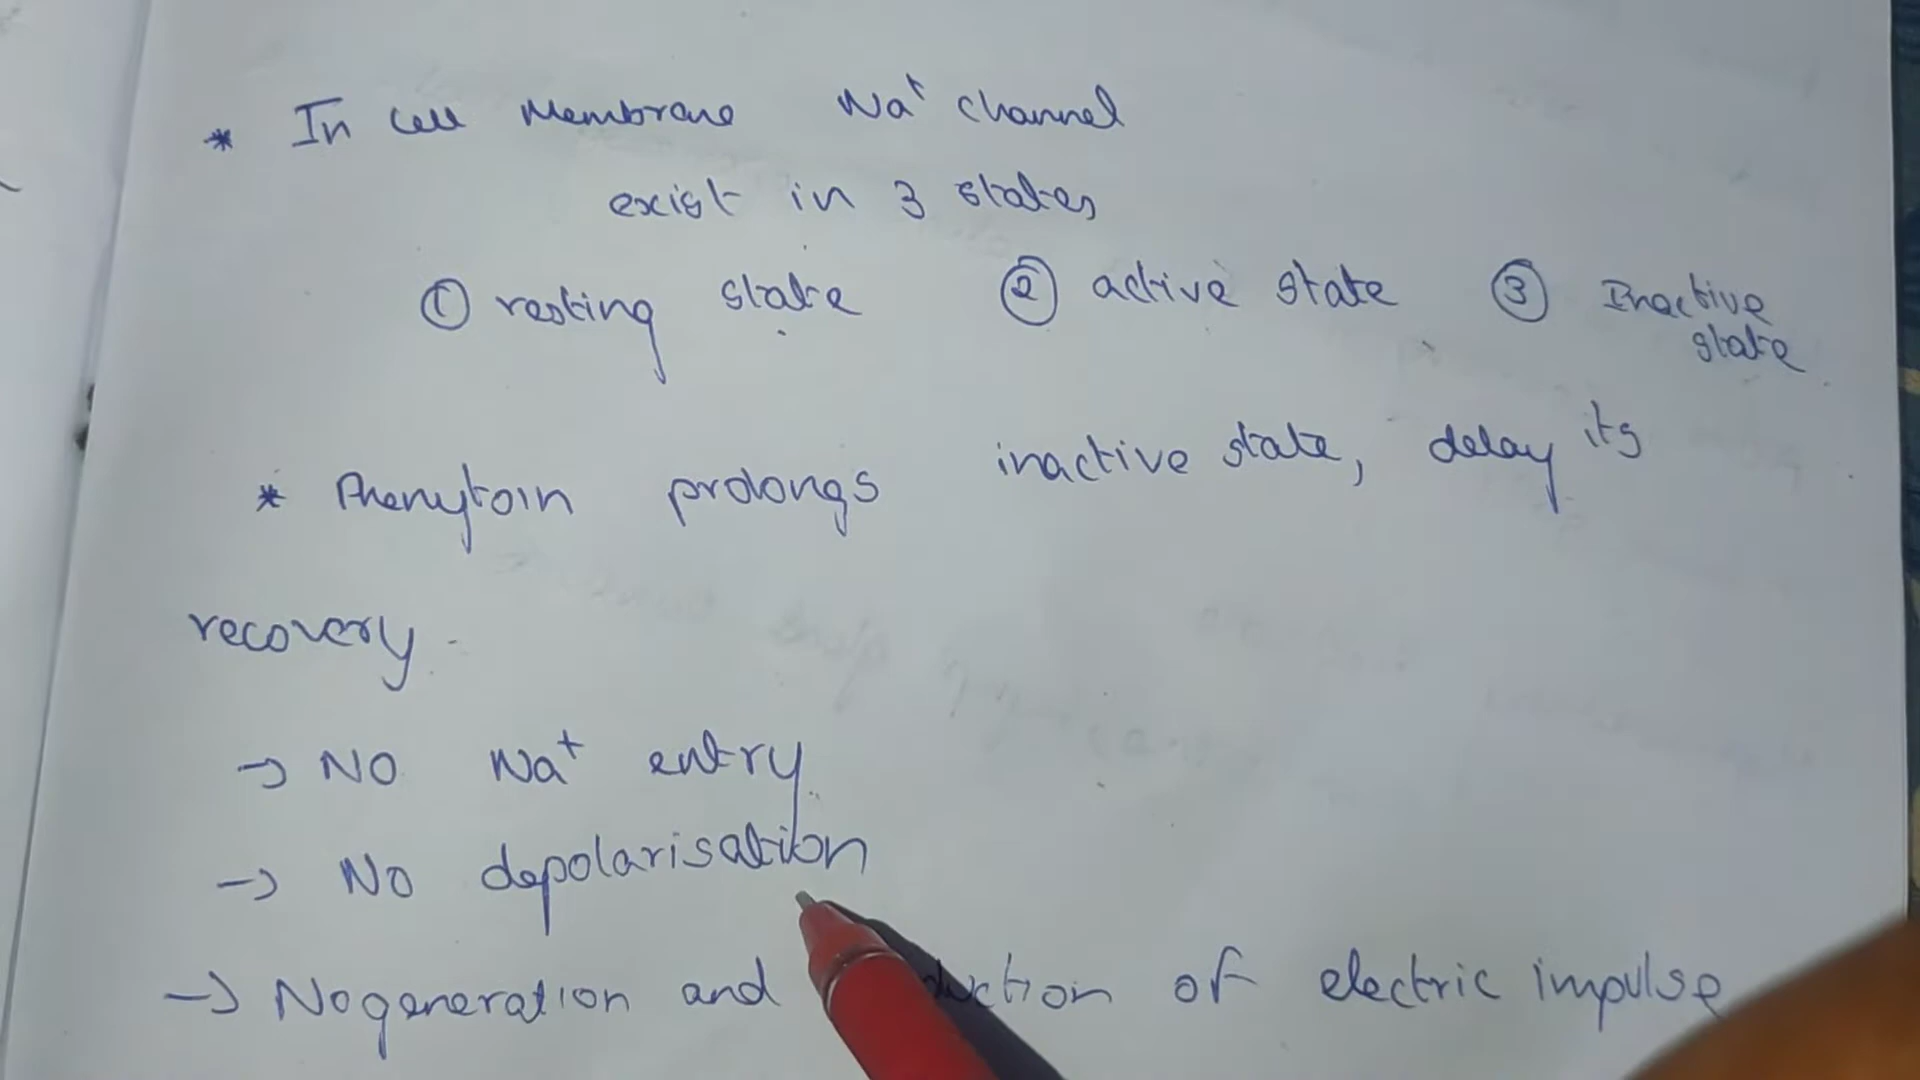 * In cell Membrane Na+ channel
exist in 3 states
① resting state ② active state ③ Inactive
state
* Phenytoin prolongs inactive state, delay its
recovery.
→ NO Na+ entry
→ No depolarisation
→ No generation and of electric impulse